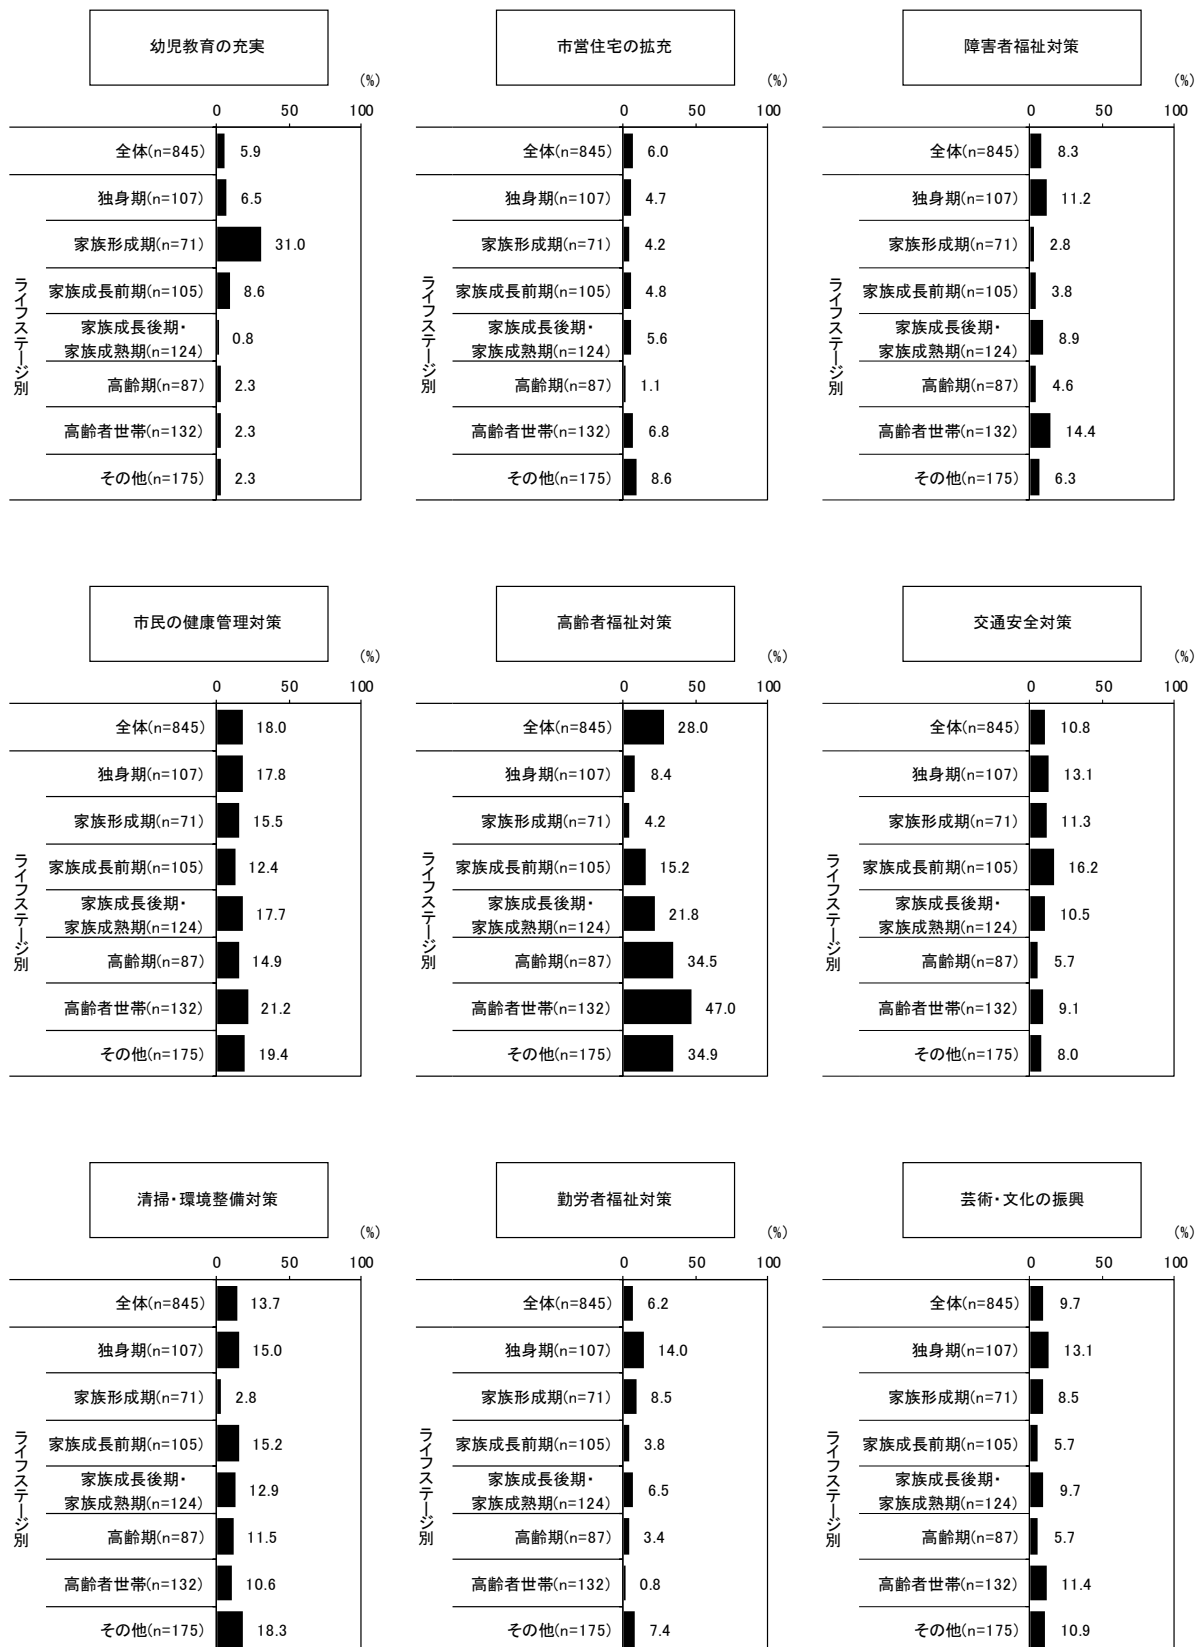 幼児教育の充実
(%)
0 50 100
全体(n=845) 5.9
独身期(n=107) 6.5
家族形成期(n=71) 31.0
家族成長前期(n=105) 8.6
家族成長後期・
家族成熟期(n=124) 0.8
高齢期(n=87) 2.3
高齢者世帯(n=132) 2.3
その他(n=175) 2.3
ライフステージ別
市営住宅の拡充
(%)
0 50 100
全体(n=845) 6.0
独身期(n=107) 4.7
家族形成期(n=71) 4.2
家族成長前期(n=105) 4.8
家族成長後期・
家族成熟期(n=124) 5.6
高齢期(n=87) 1.1
高齢者世帯(n=132) 6.8
その他(n=175) 8.6
ライフステージ別
障害者福祉対策
(%)
0 50 100
全体(n=845) 8.3
独身期(n=107) 11.2
家族形成期(n=71) 2.8
家族成長前期(n=105) 3.8
家族成長後期・
家族成熟期(n=124) 8.9
高齢期(n=87) 4.6
高齢者世帯(n=132) 14.4
その他(n=175) 6.3
ライフステージ別
市民の健康管理対策
(%)
0 50 100
全体(n=845) 18.0
独身期(n=107) 17.8
家族形成期(n=71) 15.5
家族成長前期(n=105) 12.4
家族成長後期・
家族成熟期(n=124) 17.7
高齢期(n=87) 14.9
高齢者世帯(n=132) 21.2
その他(n=175) 19.4
ライフステージ別
高齢者福祉対策
(%)
0 50 100
全体(n=845) 28.0
独身期(n=107) 8.4
家族形成期(n=71) 4.2
家族成長前期(n=105) 15.2
家族成長後期・
家族成熟期(n=124) 21.8
高齢期(n=87) 34.5
高齢者世帯(n=132) 47.0
その他(n=175) 34.9
ライフステージ別
交通安全対策
(%)
0 50 100
全体(n=845) 10.8
独身期(n=107) 13.1
家族形成期(n=71) 11.3
家族成長前期(n=105) 16.2
家族成長後期・
家族成熟期(n=124) 10.5
高齢期(n=87) 5.7
高齢者世帯(n=132) 9.1
その他(n=175) 8.0
ライフステージ別
清掃・環境整備対策
(%)
0 50 100
全体(n=845) 13.7
独身期(n=107) 15.0
家族形成期(n=71) 2.8
家族成長前期(n=105) 15.2
家族成長後期・
家族成熟期(n=124) 12.9
高齢期(n=87) 11.5
高齢者世帯(n=132) 10.6
その他(n=175) 18.3
ライフステージ別
勤労者福祉対策
(%)
0 50 100
全体(n=845) 6.2
独身期(n=107) 14.0
家族形成期(n=71) 8.5
家族成長前期(n=105) 3.8
家族成長後期・
家族成熟期(n=124) 6.5
高齢期(n=87) 3.4
高齢者世帯(n=132) 0.8
その他(n=175) 7.4
ライフステージ別
芸術・文化の振興
(%)
0 50 100
全体(n=845) 9.7
独身期(n=107) 13.1
家族形成期(n=71) 8.5
家族成長前期(n=105) 5.7
家族成長後期・
家族成熟期(n=124) 9.7
高齢期(n=87) 5.7
高齢者世帯(n=132) 11.4
その他(n=175) 10.9
ライフステージ別